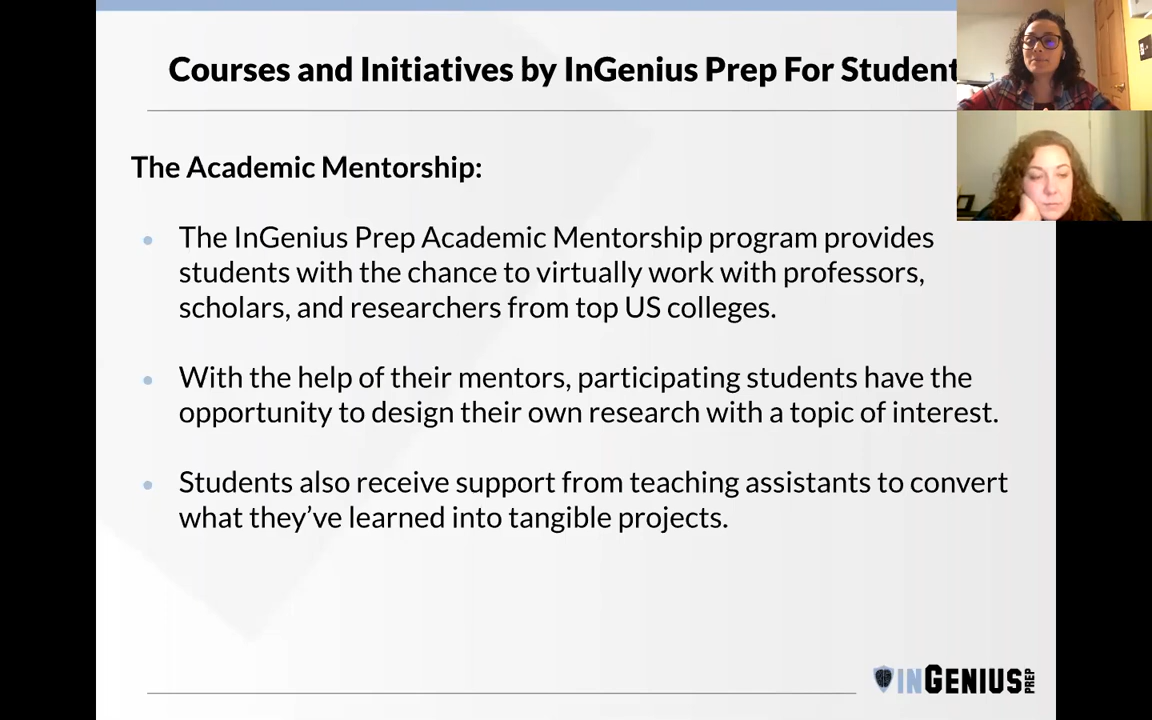 Courses and Initiatives by InGenius Prep For Student
The Academic Mentorship:
The InGenius Prep Academic Mentorship program provides
students with the chance to virtually work with professors,
scholars, and researchers from top US colleges.
With the help of their mentors, participating students have the
opportunity to design their own research with a topic of interest.
Students also receive support from teaching assistants to convert
what they’ve learned into tangible projects.
INGENIUS PREP